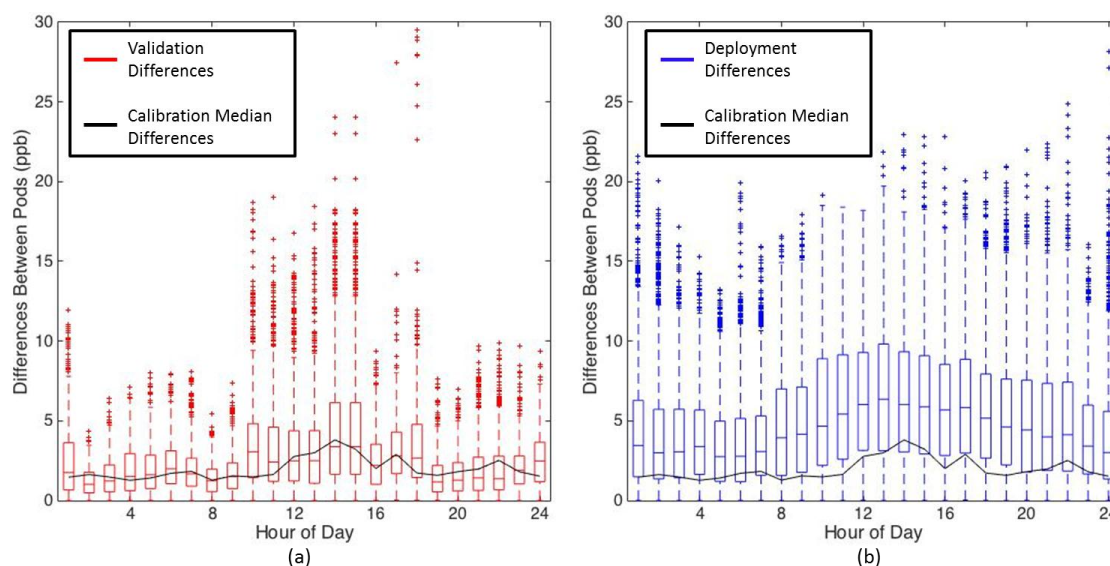 30
25
20
15
10
5
0
Differences Between Pods (ppb)
Validation
Differences
Calibration Median
Differences
4
8
12
16
20
24
Hour of Day
(a)
30
25
20
15
10
5
0
Differences Between Pods (ppb)
Deployment
Differences
Calibration Median
Differences
4
8
12
16
20
24
Hour of Day
(b)